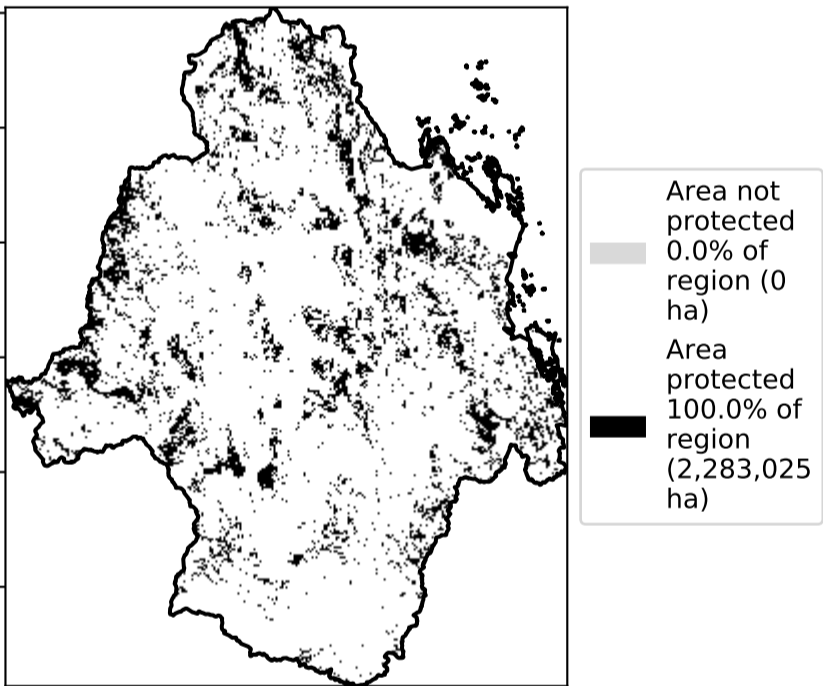 Area not
protected
0.0% of
region (0
ha)
Area
protected
100.0% of
region
(2,283,025
ha)